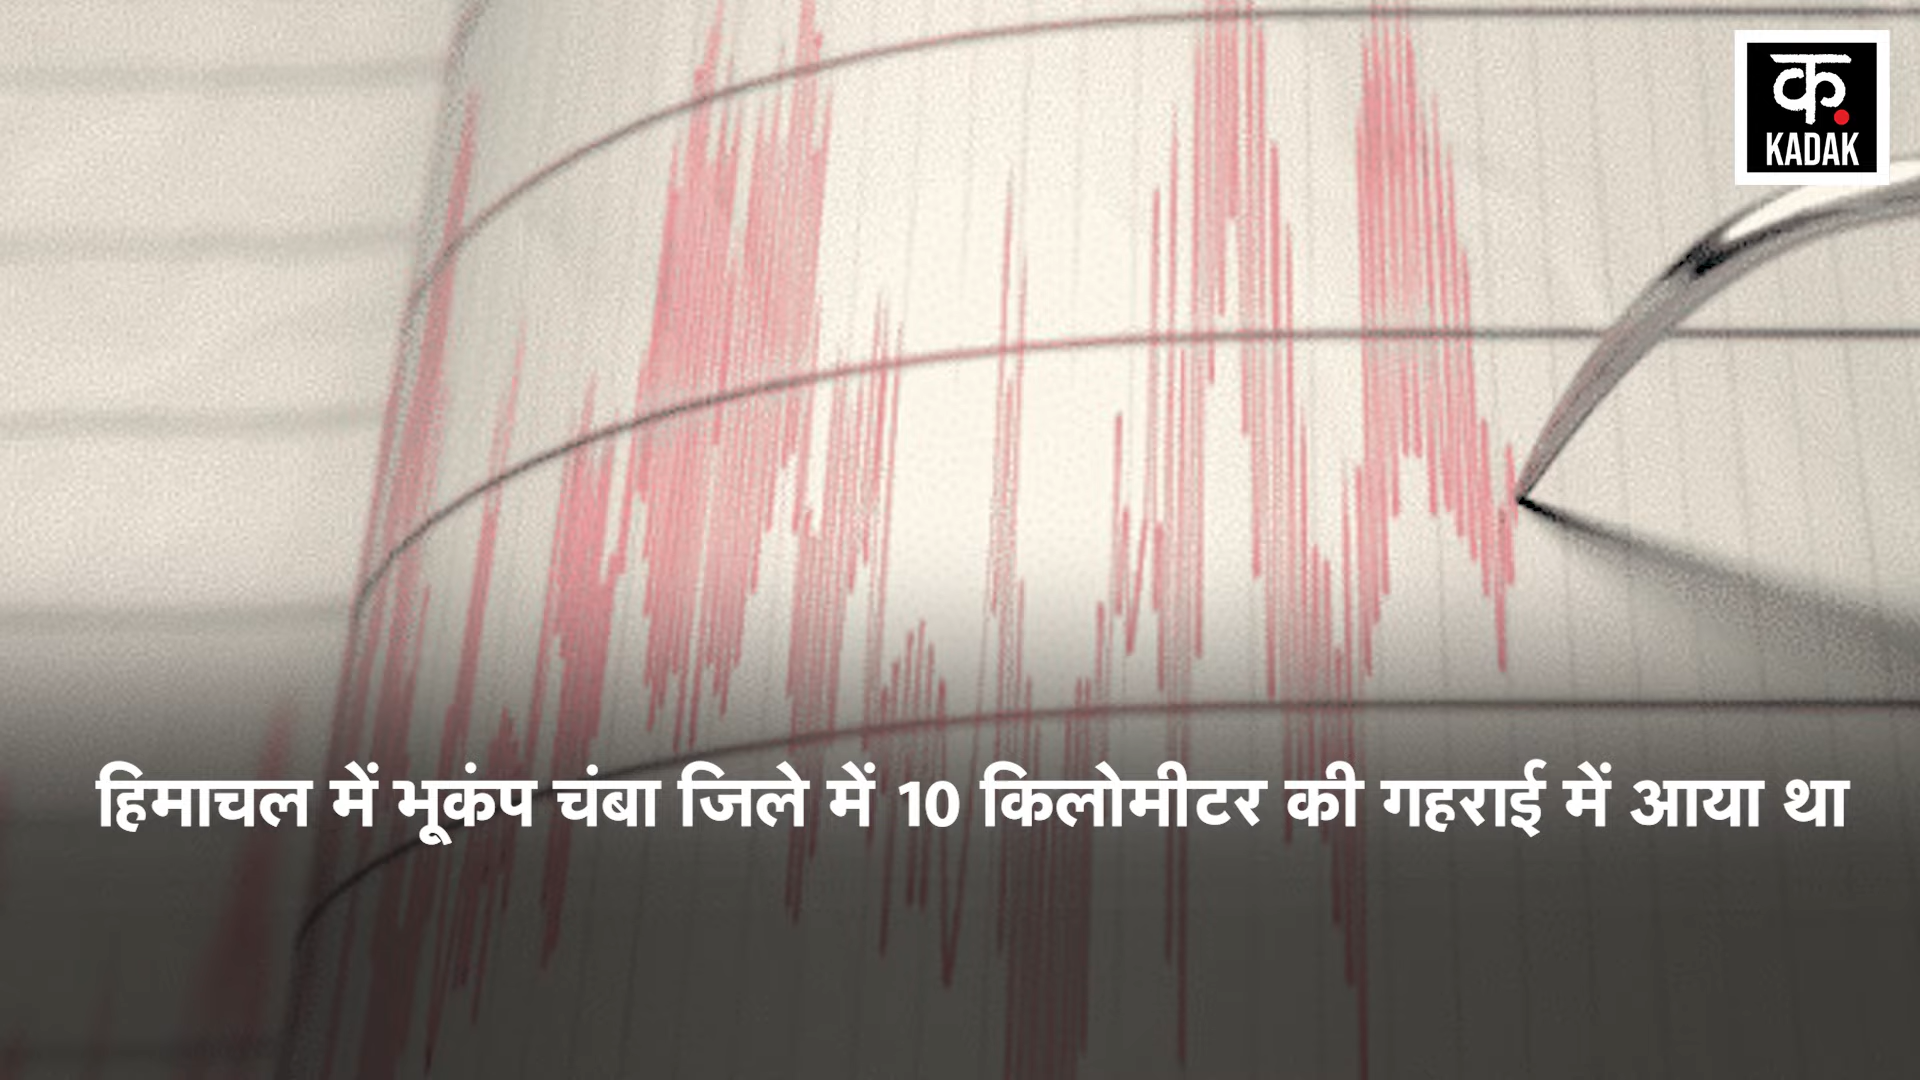 क.
KADAK
हिमाचल में भूकंप चंबा जिले में 10 किलोमीटर की गहराई में आया था